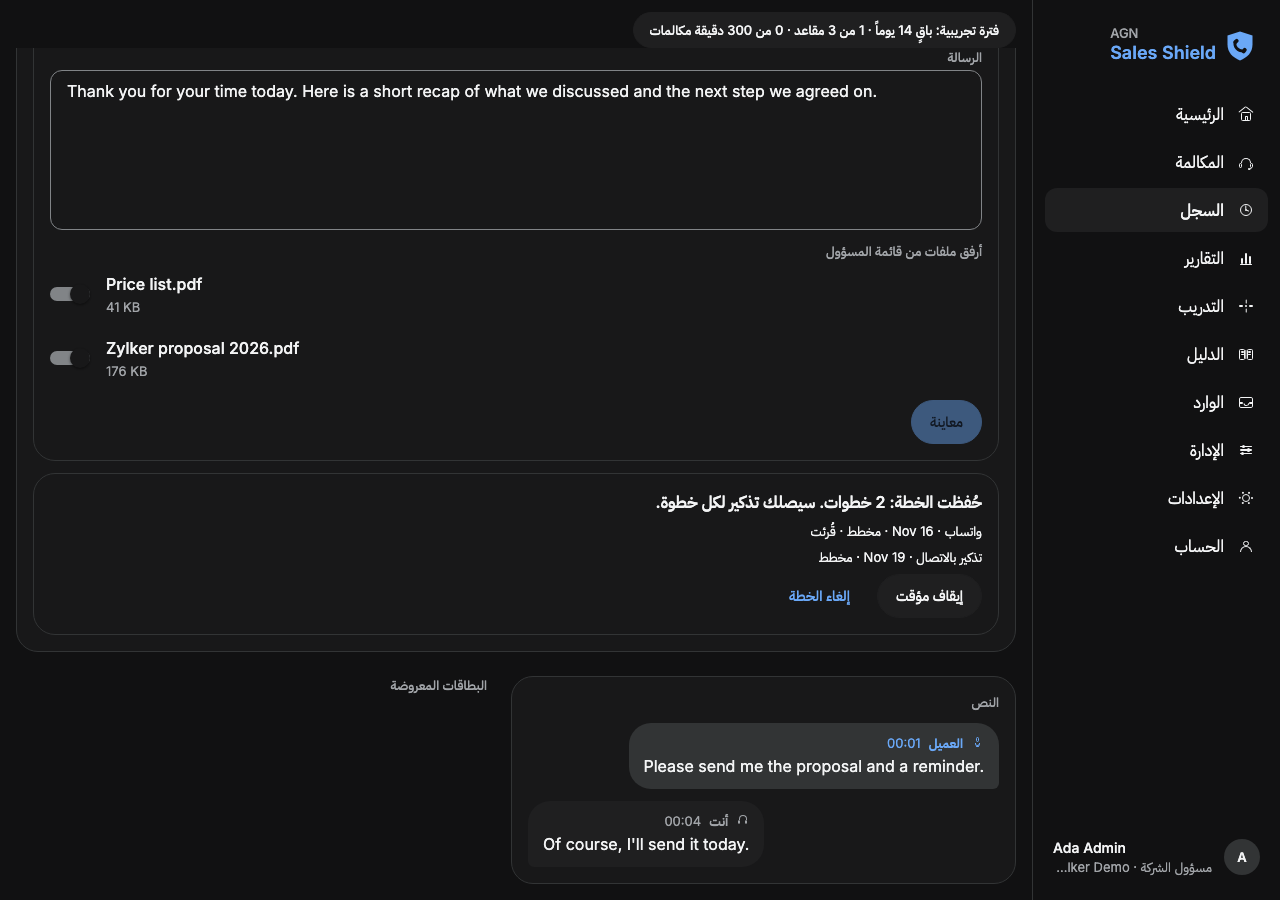 فترة تجريبية: باقٍ 14 يوماً · 1 من 3 مقاعد · 0 من 300 دقيقة مكالمات
AGN
Sales Shield
الرئيسية
المكالمة
السجل
التقارير
التدريب
الدليل
الوارد
الإدارة
الإعدادات
الحساب
Ada Admin
مسؤول الشركة · lker Demo...
A
الرسالة
Thank you for your time today. Here is a short recap of what we discussed and the next step we agreed on.
أرفق ملفات من قائمة المسؤول
Price list.pdf
41 KB
Zylker proposal 2026.pdf
176 KB
معاينة
حُفظت الخطة: 2 خطوات. سيصلك تذكير لكل خطوة.
واتساب · Nov 16 · مخطط · قُرئت
تذكير بالاتصال · Nov 19 · مخطط
إيقاف مؤقت
إلغاء الخطة
النص
العميل 00:01
Please send me the proposal and a reminder.
أنت 00:04
Of course, I'll send it today.
البطاقات المعروضة